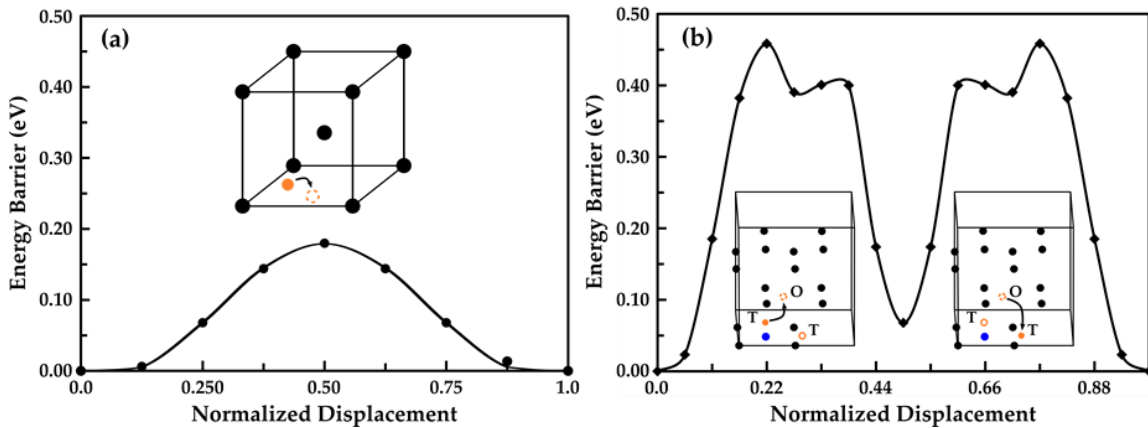 (a)
0.50
0.40
0.30
0.20
0.10
0.00
Energy Barrier (eV)
0.0
0.250
0.50
0.75
1.0
Normalized Displacement
(b)
0.50
0.40
0.30
0.20
0.10
0.00
Energy Barrier (eV)
O
T
T
O
T
T
0.0
0.22
0.44
0.66
0.88
Normalized Displacement